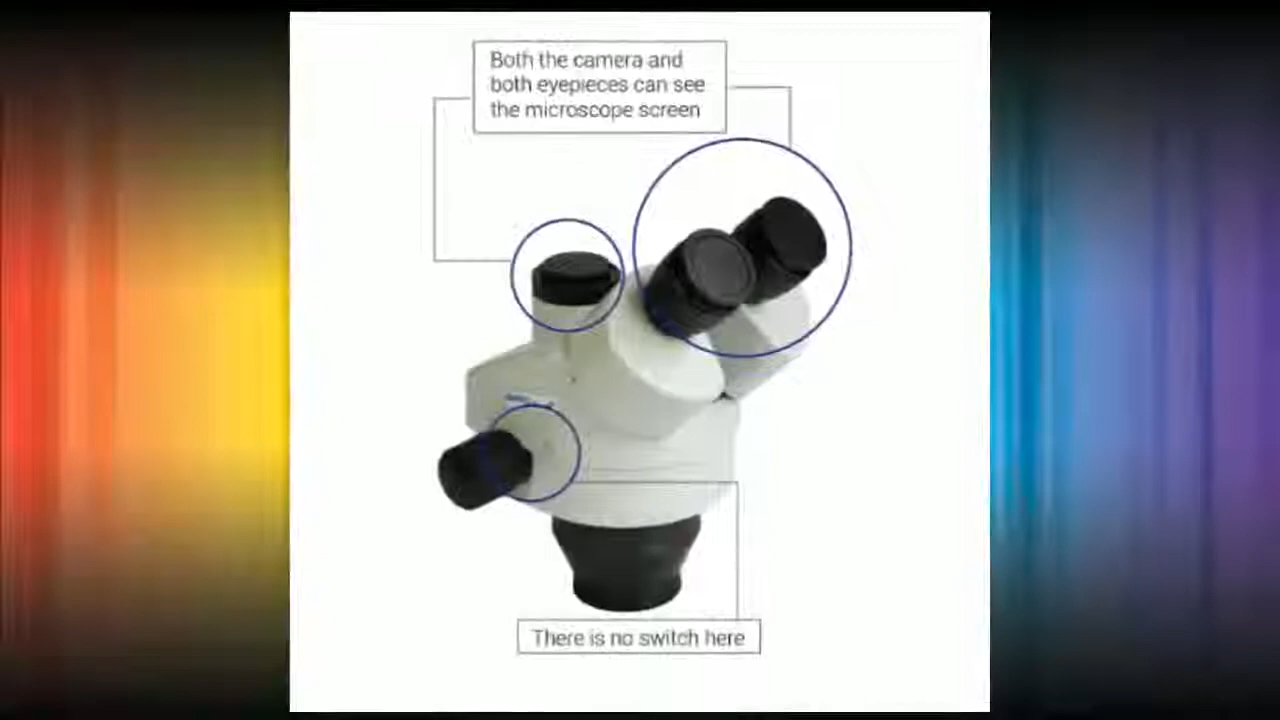 Both the camera and
both eyepieces can see
the microscope screen
There is no switch here